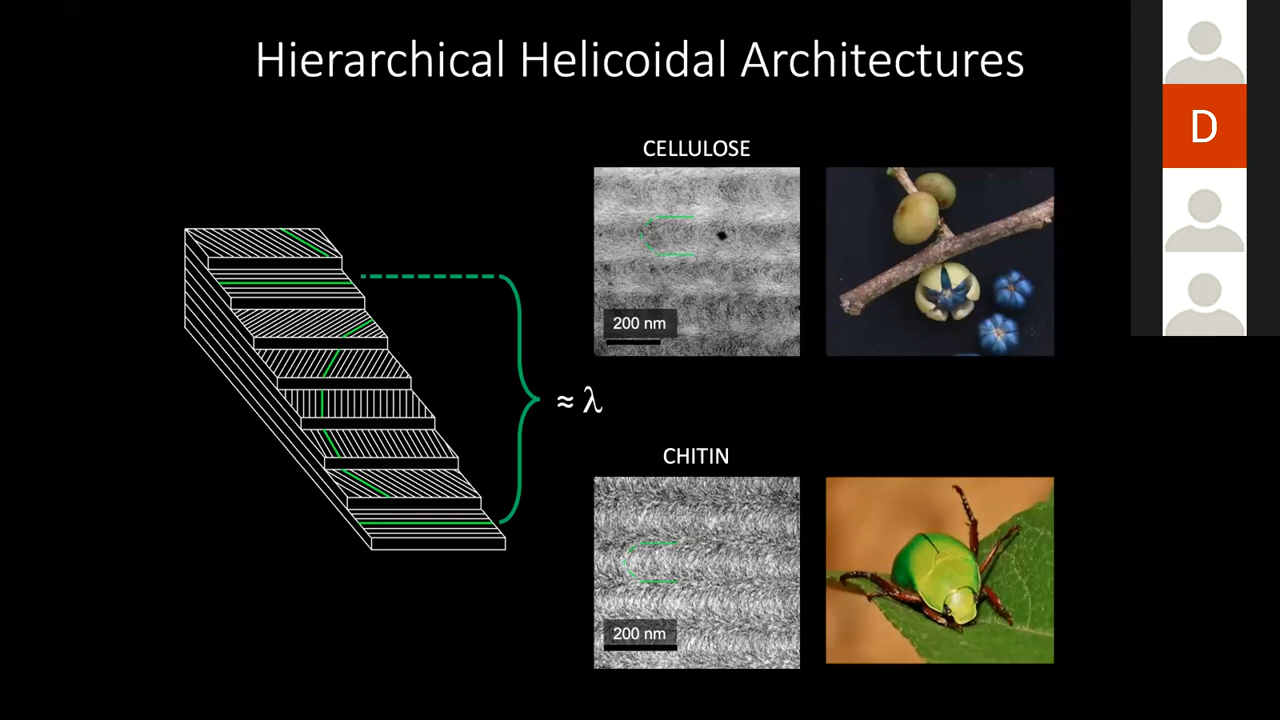 Hierarchical Helicoidal Architectures
D
CELLULOSE
200 nm
≈ λ
CHITIN
200 nm